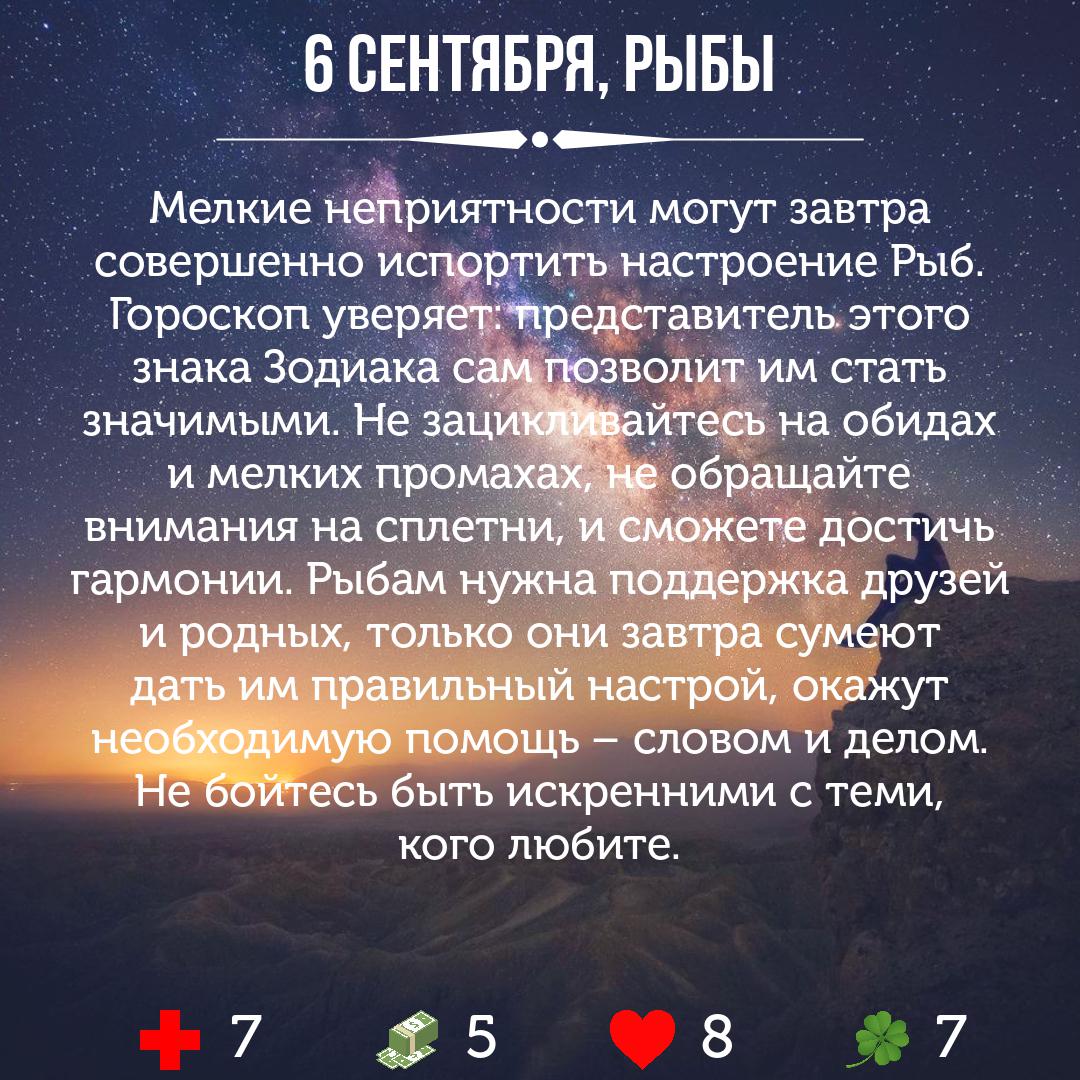 6 СЕНТЯБРЯ, РЫБЫ
Мелкие неприятности могут завтра
совершенно испортить настроение Рыб.
Гороскоп уверяет: представитель этого
знака Зодиака сам позволит им стать
значимыми. Не зацикливайтесь на обидах
и мелких промахах, не обращайте
внимания на сплетни, и сможете достичь
гармонии. Рыбам нужна поддержка друзей
и родных, только они завтра сумеют
дать им правильный настрой, окажут
необходимую помощь – словом и делом.
Не бойтесь быть искренними с теми,
кого любите.
7 5 8 7